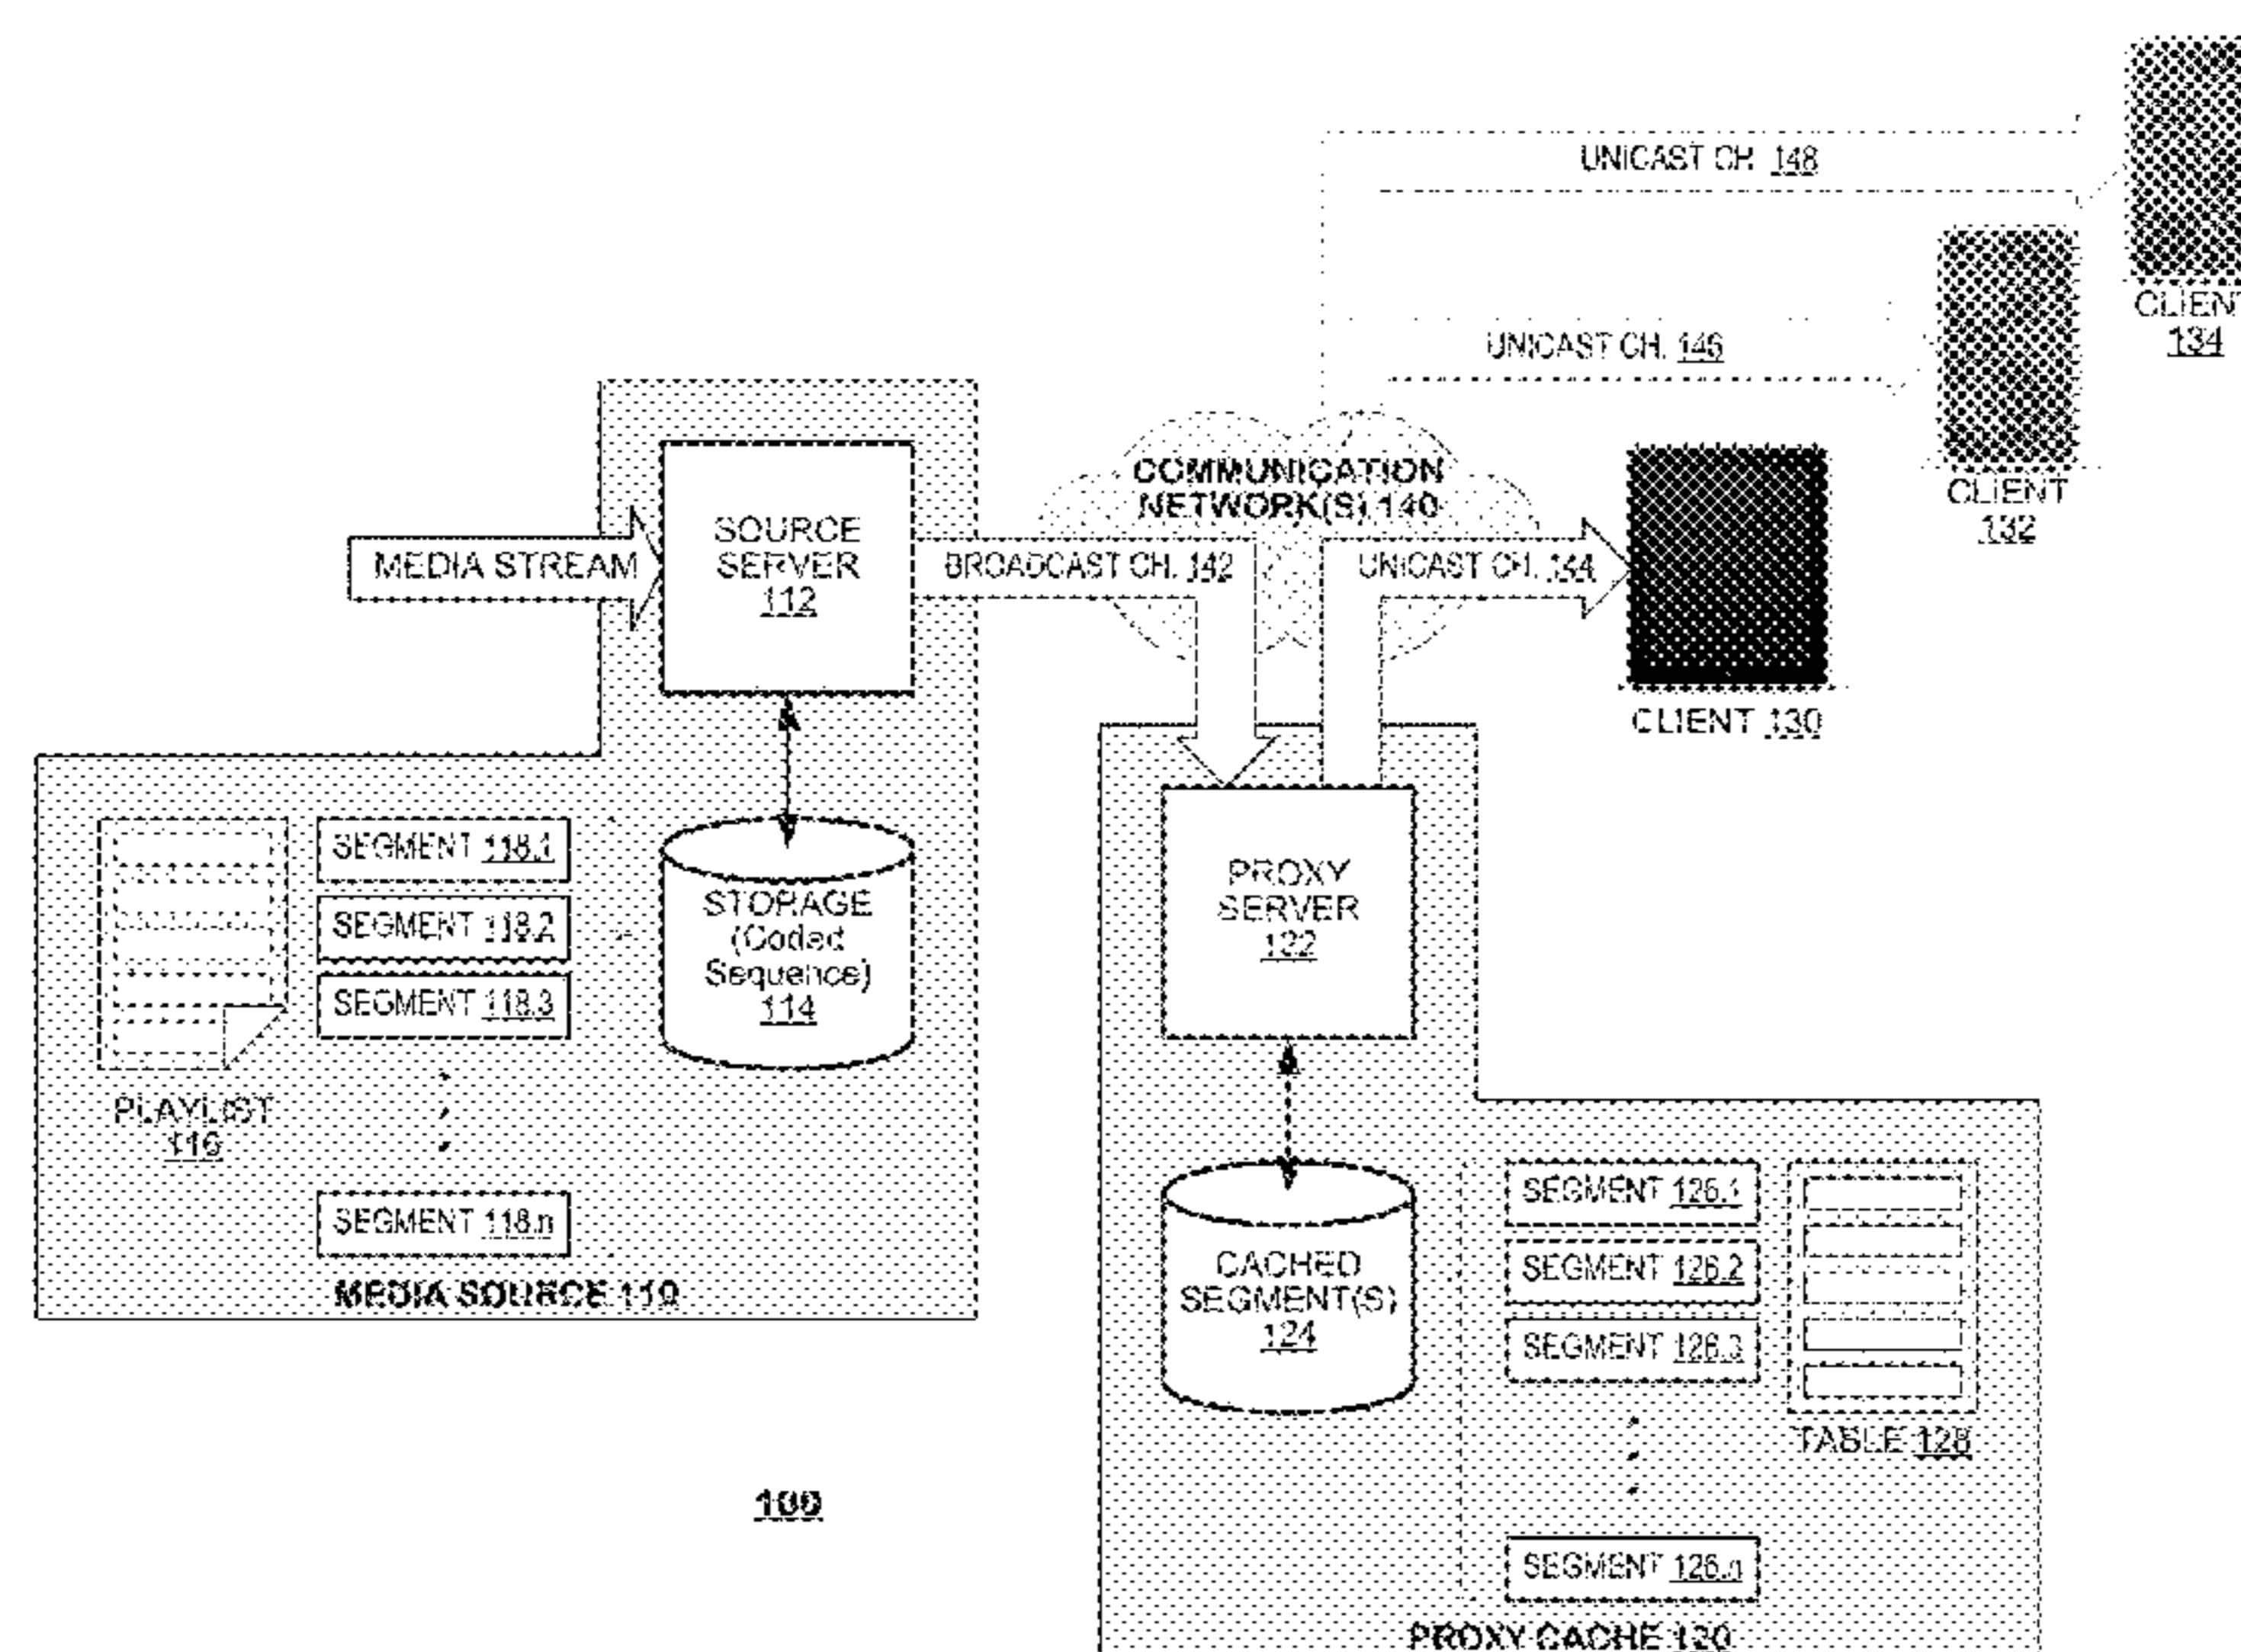 UNICAST CH. 148
CLIENT
134
UNICAST CH. 146
CLIENT
132
COMMUNICATION
NETWORK(S) 140
MEDIA STREAM
SOURCE
SERVER
112
BROADCAST CH. 142
UNICAST CH. 144
CLIENT 130
PLAYLIST
116
SEGMENT 118.1
SEGMENT 118.2
SEGMENT 118.3
SEGMENT 118.n
STORAGE
(Coded
Sequence)
114
MEDIA SOURCE 110
PROXY
SERVER
122
CACHED
SEGMENT(S)
124
SEGMENT 126.1
SEGMENT 126.2
SEGMENT 126.3
SEGMENT 126.n
TABLE 128
PROXY CACHE 120
100